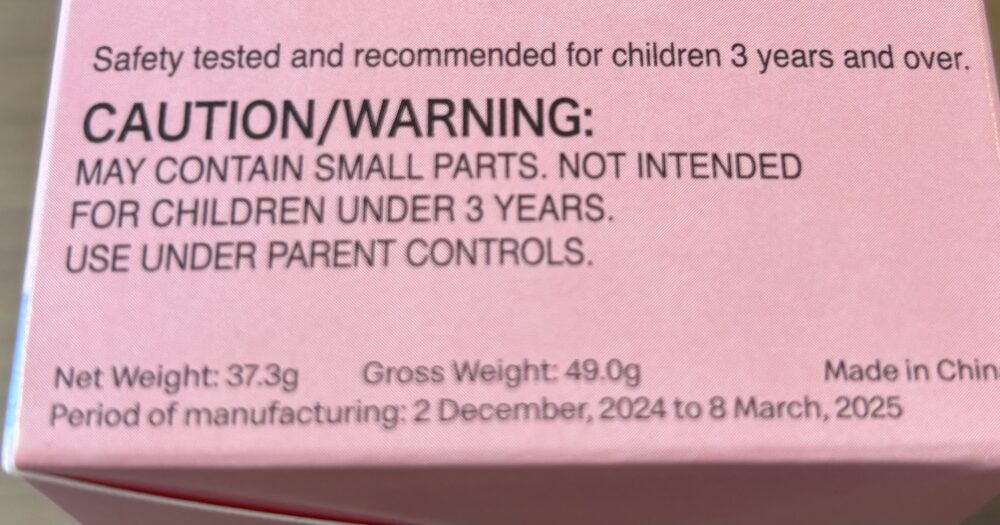 Safety tested and recommended for children 3 years and over.
CAUTION/WARNING:
MAY CONTAIN SMALL PARTS. NOT INTENDED
FOR CHILDREN UNDER 3 YEARS.
USE UNDER PARENT CONTROLS.
Net Weight: 37.3g Gross Weight: 49.0g Made in Chin
Period of manufacturing: 2 December, 2024 to 8 March, 2025